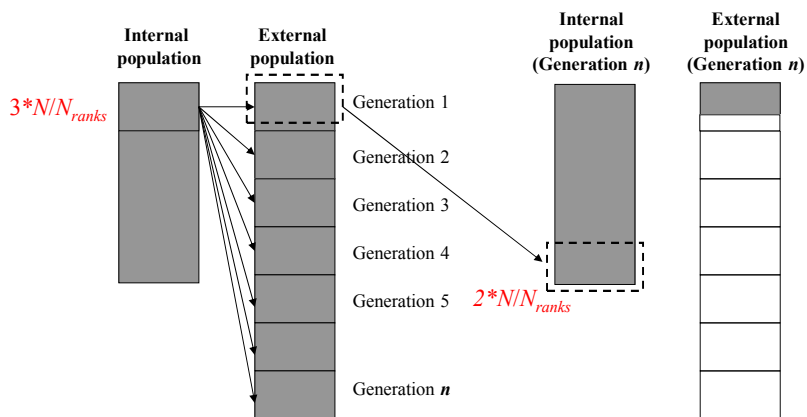 Internal
population
External
population
Internal
population
(Generation n)
External
population
(Generation n)
3*N/Nranks
Generation 1
Generation 2
Generation 3
Generation 4
Generation 5
2*N/Nranks
Generation n